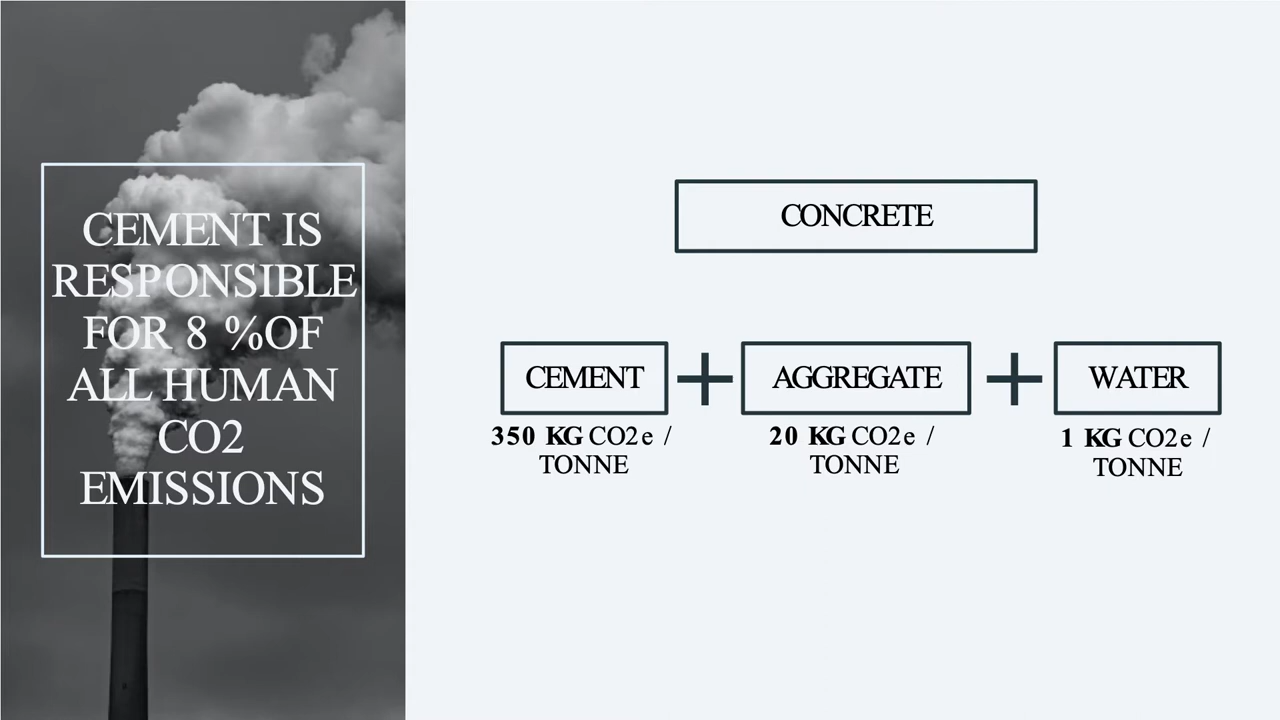 CEMENT IS
RESPONSIBLE
FOR 8 %OF
ALL HUMAN
CO2
EMISSIONS
CONCRETE
CEMENT + AGGREGATE + WATER
350 KG CO2e / 20 KG CO2e / 1 KG CO2e /
TONNE TONNE TONNE